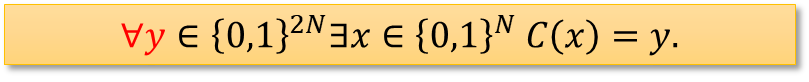 ∀𝑦 ∈ {0,1}²ᴺ∃𝑥 ∈ {0,1}ᴺ 𝐶(𝑥) = 𝑦.